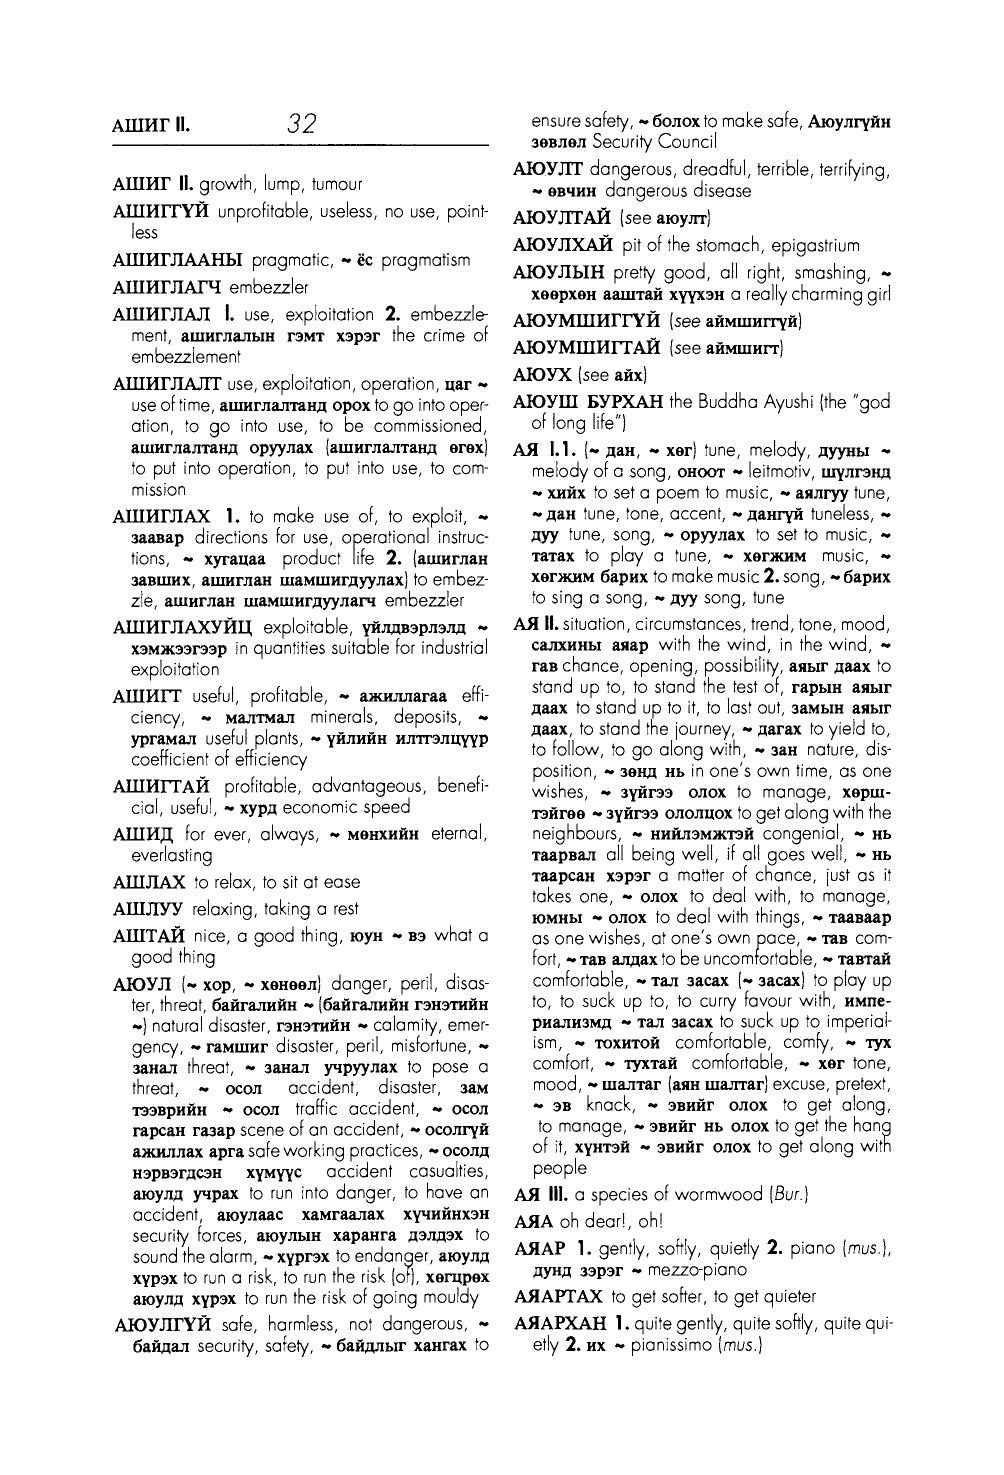 АШИГ II. 32
АШИГ II. growth, lump, tumour
АШИГГҮЙ unprofitable, useless, no use, point-
less
АШИГЛААНЫ pragmatic, ~ ёс pragmatism
АШИГЛАГЧ embezzler
АШИГЛАЛ 1. use, exploitation 2. embezzle-
ment, ашиглалын гэмт хэрэг the crime of
embezzlement
АШИГЛАЛТ use, exploitation, operation, цаг ~
use of time, ашиглалтанд орох to go into oper-
ation, to go into use, to be commissioned,
ашиглалтанд оруулах (ашиглалтанд өгөх)
to put into operation, to put into use, to com-
mission
АШИГЛАХ 1. to make use of, to exploit, ~
заавар directions for use, operational instruc-
tions, ~ хугацаа product life 2. (ашиглан
завших, ашиглан шамшигдуулах) to embez-
zle, ашиглан шамшигдуулагч embezzler
АШИГЛАХУЙЦ exploitable, үйлдвэрлэлд ~
хэмжээгээр in quantities suitable for industrial
exploitation
АШИГТ useful, profitable, ~ ажиллагаа effi-
ciency, ~ малтмал minerals, deposits, ~
ургамал useful plants, ~ үйлийн илтгэлцүүр
coefficient of efficiency
АШИГТАЙ profitable, advantageous, benefi-
cial, useful, ~ хурд economic speed
АШИД for ever, always, ~ мөнхийн eternal,
everlasting
АШЛАХ to relax, to sit at ease
АШЛУУ relaxing, taking a rest
АШТАЙ nice, a good thing, юун ~ вэ what a
good thing
АЮУЛ (~ хор, ~ хөнөөл) danger, peril, disas-
ter, threat, байгалийн ~ (байгалийн гэнэтийн
~) natural disaster, гэнэтийн ~ calamity, emer-
gency, ~ гамшиг disaster, peril, misfortune, ~
занал threat, ~ занал учруулах to pose a
threat, ~ осол accident, disaster, зам
тээврийн ~ осол traffic accident, ~ осол
гарсан газар scene of an accident, ~ осолгүй
ажиллах арга safe working practices, ~ осолд
нэрвэгдсэн хүмүүс accident casualties,
аюулд учрах to run into danger, to have an
accident, аюулаас хамгаалах хүчийнхэн
security forces, аюулын харанга дэлдэх to
sound the alarm, ~ хүргэх to endanger, аюулд
хүрэх to run a risk, to run the risk (of), хөгцрөх
аюулд хүрэх to run the risk of going mouldy
АЮУЛГҮЙ safe, harmless, not dangerous, ~
байдал security, safety, ~ байдлыг хангах to
ensure safety, ~ болох to make safe, Аюулгүйн
зөвлөл Security Council
АЮУЛТ dangerous, dreadful, terrible, terrifying,
~ өвчин dangerous disease
АЮУЛТАЙ (see аюулт)
АЮУЛХАЙ pit of the stomach, epigastrium
АЮУЛЫН pretty good, all right, smashing, ~
хөөрхөн ааштай хүүхэн a really charming girl
АЮУМШИГГҮЙ (see аймшиггүй)
АЮУМШИГТАЙ (see аймшигт)
АЮУХ (see айх)
АЮУШ БУРХАН the Buddha Ayushi (the "god
of long life")
АЯ I.1. (~ дан, ~ хөг) tune, melody, дууны ~
melody of a song, оноот ~ leitmotiv, шүлгэнд
~ хийх to set a poem to music, ~ аялгуу tune,
~ дан tune, tone, accent, ~ дангүй tuneless, ~
дуу tune, song, ~ оруулах to set to music, ~
татах to play a tune, ~ хөгжим music, ~
хөгжим барих to make music 2. song, ~ барих
to sing a song, ~ дуу song, tune
АЯ II. situation, circumstances, trend, tone, mood,
салхины аяар with the wind, in the wind, ~
гав chance, opening, possibility, аяыг даах to
stand up to, to stand the test of, гарын аяыг
даах to stand up to it, to last out, замын аяыг
даах, to stand the journey, ~ дагах to yield to,
to follow, to go along with, ~ зан nature, dis-
position, ~ зөнд нь in one's own time, as one
wishes, ~ зүйгээ олох to manage, хөрш-
тэйгөө ~ зүйгээ ололцох to get along with the
neighbours, ~ нийлэмжтэй congenial, ~ нь
таарвал all being well, if all goes well, ~ нь
таарсан хэрэг a matter of chance, just as it
takes one, ~ олох to deal with, to manage,
юмны ~ олох to deal with things, ~ тааваар
as one wishes, at one's own pace, ~ тав com-
fort, ~ тав алдах to be uncomfortable, ~ тавтай
comfortable, ~ тал засах (~ засах) to play up
to, to suck up to, to curry favour with, импе-
риализмд ~ тал засах to suck up to imperial-
ism, ~ тохитой comfortable, comfy, ~ тух
comfort, ~ тухтай comfortable, ~ хөг tone,
mood, ~ шалтаг (аян шалтаг) excuse, pretext,
~ эв knack, ~ эвийг олох to get along,
to manage, ~ эвийг нь олох to get the hang
of it, хүнтэй ~ эвийг олох to get along with
people
АЯ III. a species of wormwood (Bur.)
АЯА oh dear!, oh!
АЯАР 1. gently, softly, quietly 2. piano (mus.),
дунд зэрэг ~ mezzo-piano
АЯАРТАХ to get softer, to get quieter
АЯАРХАН 1. quite gently, quite softly, quite qui-
etly 2. их ~ pianissimo (mus.)